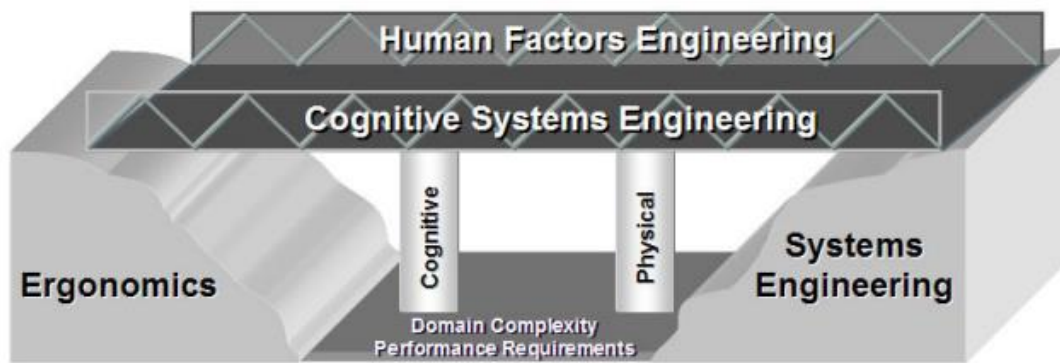 Human Factors Engineering
Cognitive Systems Engineering
Cognitive
Physical
Ergonomics
Systems
Engineering
Domain Complexity
Performance Requirements